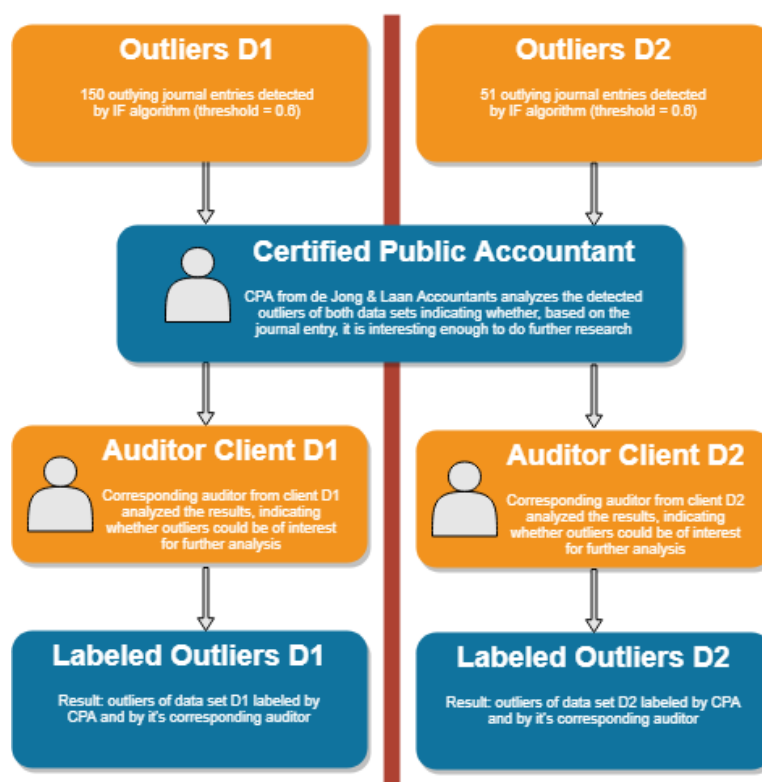 Outliers D1
150 outlying journal entries detected
by IF algorithm (threshold = 0.6)
Outliers D2
51 outlying journal entries detected
by IF algorithm (threshold = 0.6)
Certified Public Accountant
CPA from de Jong & Laan Accountants analyzes the detected
outliers of both data sets indicating whether, based on the
journal entry, it is interesting enough to do further research
Auditor Client D1
Corresponding auditor from client D1
analyzed the results, indicating
whether outliers could be of interest
for further analysis
Auditor Client D2
Corresponding auditor from client D2
analyzed the results, indicating
whether outliers could be of interest
for further analysis
Labeled Outliers D1
Result: outliers of data set D1 labeled by
CPA and by it's corresponding auditor
Labeled Outliers D2
Result: outliers of data set D2 labeled by CPA
and by it's corresponding auditor